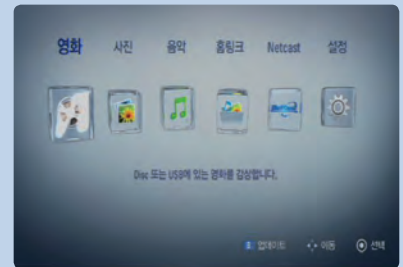 영화 사진 음악 홈링크 Netcast 설정
Disc 또는 USB에 있는 영화를 감상합니다.
업데이트 이동 선택